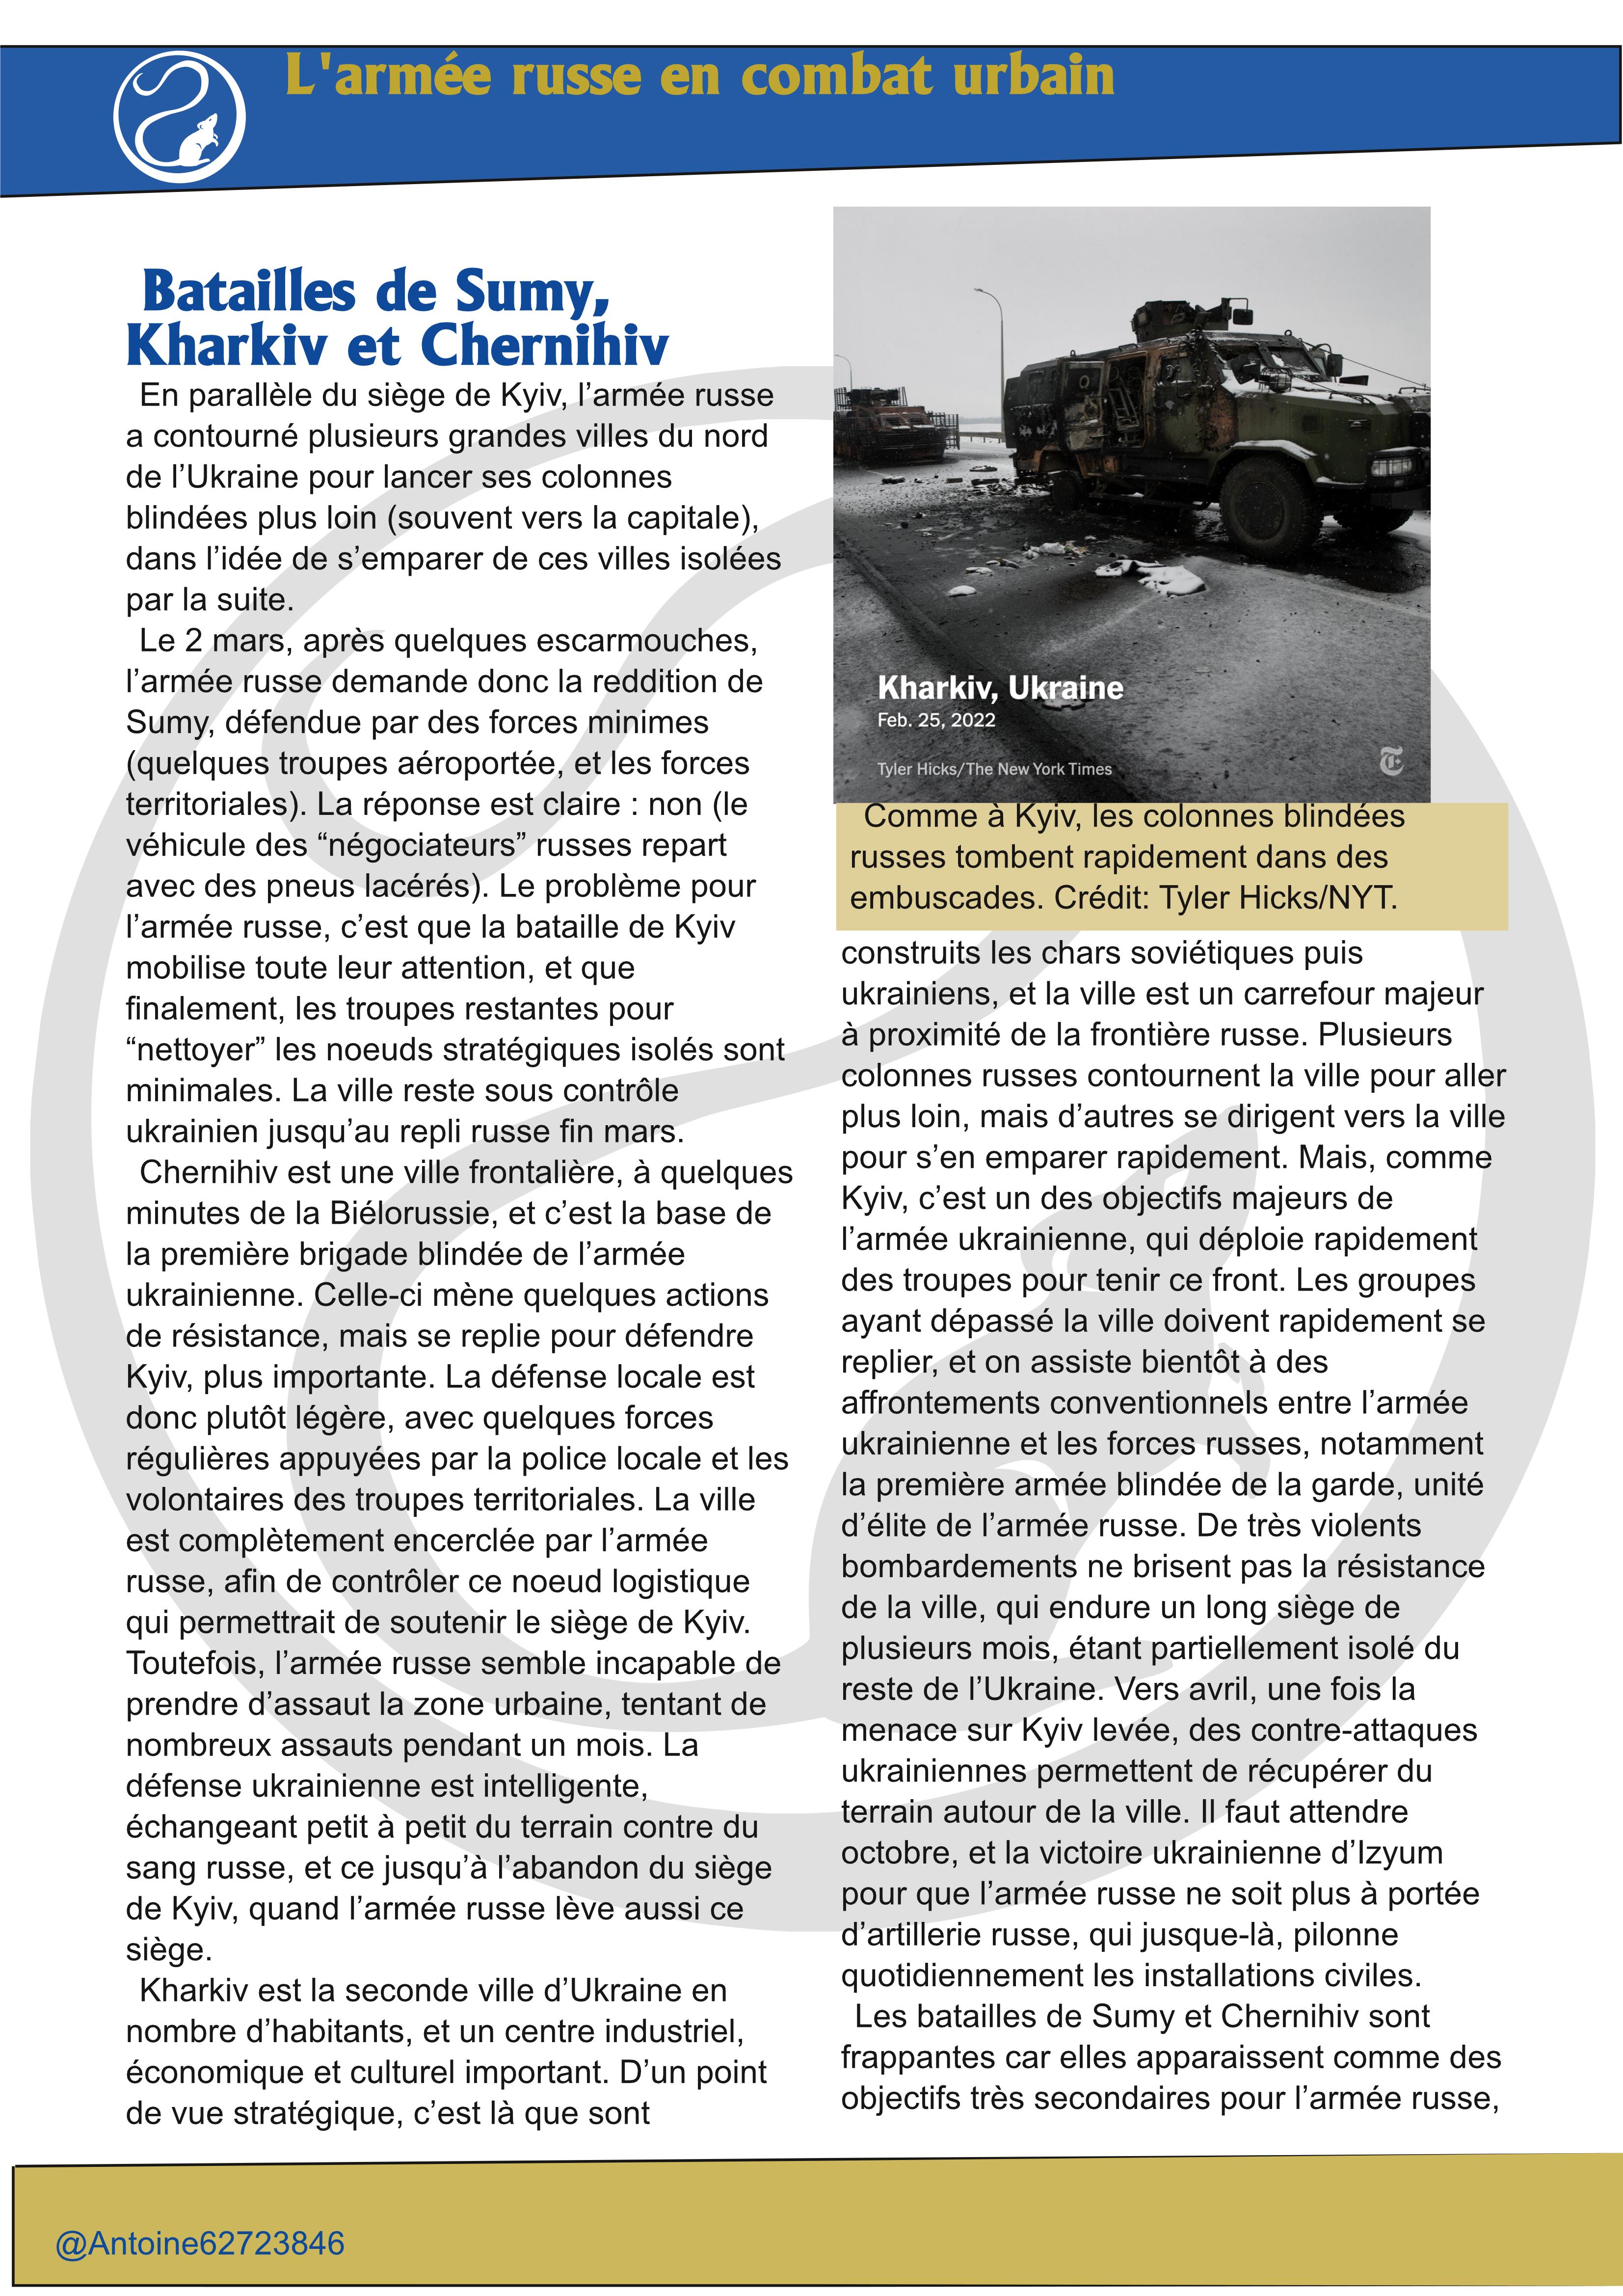 L'armée russe en combat urbain
Batailles de Sumy,
Kharkiv et Chernihiv
En parallèle du siège de Kyiv, l’armée russe
a contourné plusieurs grandes villes du nord
de l’Ukraine pour lancer ses colonnes
blindées plus loin (souvent vers la capitale),
dans l’idée de s’emparer de ces villes isolées
par la suite.
Le 2 mars, après quelques escarmouches,
l’armée russe demande donc la reddition de
Sumy, défendue par des forces minimes
(quelques troupes aéroportée, et les forces
territoriales). La réponse est claire : non (le
véhicule des “négociateurs” russes repart
avec des pneus lacérés). Le problème pour
l’armée russe, c’est que la bataille de Kyiv
mobilise toute leur attention, et que
finalement, les troupes restantes pour
“nettoyer” les noeuds stratégiques isolés sont
minimales. La ville reste sous contrôle
ukrainien jusqu’au repli russe fin mars.
Chernihiv est une ville frontalière, à quelques
minutes de la Biélorussie, et c’est la base de
la première brigade blindée de l’armée
ukrainienne. Celle-ci mène quelques actions
de résistance, mais se replie pour défendre
Kyiv, plus importante. La défense locale est
donc plutôt légère, avec quelques forces
régulières appuyées par la police locale et les
volontaires des troupes territoriales. La ville
est complètement encerclée par l’armée
russe, afin de contrôler ce noeud logistique
qui permettrait de soutenir le siège de Kyiv.
Toutefois, l’armée russe semble incapable de
prendre d’assaut la zone urbaine, tentant de
nombreux assauts pendant un mois. La
défense ukrainienne est intelligente,
échangeant petit à petit du terrain contre du
sang russe, et ce jusqu’à l’abandon du siège
de Kyiv, quand l’armée russe lève aussi ce
siège.
Kharkiv est la seconde ville d’Ukraine en
nombre d’habitants, et un centre industriel,
économique et culturel important. D’un point
de vue stratégique, c’est là que sont
Kharkiv, Ukraine
Feb. 25, 2022
Tyler Hicks/The New York Times
Comme à Kyiv, les colonnes blindées
russes tombent rapidement dans des
embuscades. Crédit: Tyler Hicks/NYT.
construits les chars soviétiques puis
ukrainiens, et la ville est un carrefour majeur
à proximité de la frontière russe. Plusieurs
colonnes russes contournent la ville pour aller
plus loin, mais d’autres se dirigent vers la ville
pour s’en emparer rapidement. Mais, comme
Kyiv, c’est un des objectifs majeurs de
l’armée ukrainienne, qui déploie rapidement
des troupes pour tenir ce front. Les groupes
ayant dépassé la ville doivent rapidement se
replier, et on assiste bientôt à des
affrontements conventionnels entre l’armée
ukrainienne et les forces russes, notamment
la première armée blindée de la garde, unité
d’élite de l’armée russe. De très violents
bombardements ne brisent pas la résistance
de la ville, qui endure un long siège de
plusieurs mois, étant partiellement isolé du
reste de l’Ukraine. Vers avril, une fois la
menace sur Kyiv levée, des contre-attaques
ukrainiennes permettent de récupérer du
terrain autour de la ville. Il faut attendre
octobre, et la victoire ukrainienne d’Izyum
pour que l’armée russe ne soit plus à portée
d’artillerie russe, qui jusque-là, pilonne
quotidiennement les installations civiles.
Les batailles de Sumy et Chernihiv sont
frappantes car elles apparaissent comme des
objectifs très secondaires pour l’armée russe,
@Antoine62723846